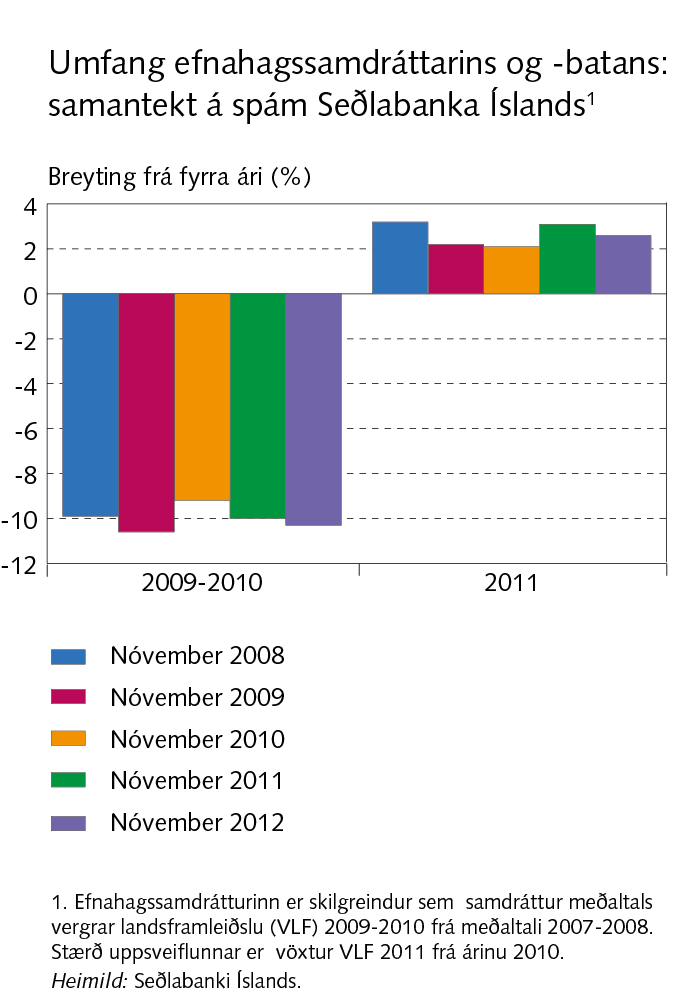 Umfang efnahagssamdráttarins og -batans:
samantekt á spám Seðlabanka Íslands¹
Breyting frá fyrra ári (%)
4
2
0
-2
-4
-6
-8
-10
-12
2009-2010
2011
Nóvember 2008
Nóvember 2009
Nóvember 2010
Nóvember 2011
Nóvember 2012
1. Efnahagssamdrátturinn er skilgreindur sem samdráttur meðaltals
vergrar landsframleiðslu (VLF) 2009-2010 frá meðaltali 2007-2008.
Stærð uppsveiflunnar er vöxtur VLF 2011 frá árinu 2010.
Heimild: Seðlabanki Íslands.